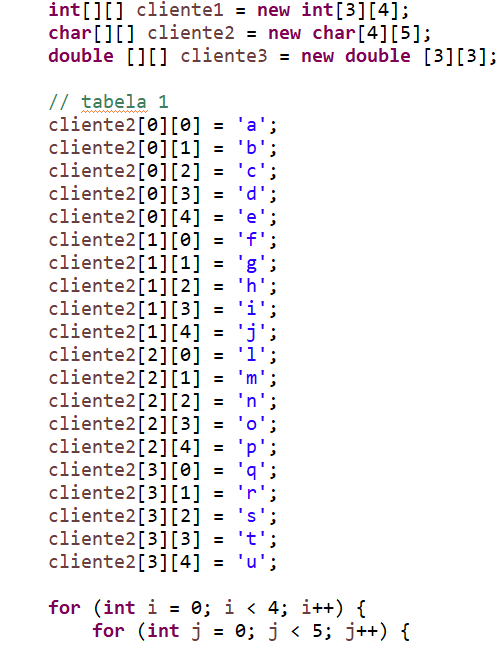 int[][] cliente1 = new int[3][4];
char[][] cliente2 = new char[4][5];
double [][] cliente3 = new double [3][3];
// tabela 1
cliente2[0][0] = 'a';
cliente2[0][1] = 'b';
cliente2[0][2] = 'c';
cliente2[0][3] = 'd';
cliente2[0][4] = 'e';
cliente2[1][0] = 'f';
cliente2[1][1] = 'g';
cliente2[1][2] = 'h';
cliente2[1][3] = 'i';
cliente2[1][4] = 'j';
cliente2[2][0] = 'l';
cliente2[2][1] = 'm';
cliente2[2][2] = 'n';
cliente2[2][3] = 'o';
cliente2[2][4] = 'p';
cliente2[3][0] = 'q';
cliente2[3][1] = 'r';
cliente2[3][2] = 's';
cliente2[3][3] = 't';
cliente2[3][4] = 'u';
for (int i = 0; i < 4; i++) {
for (int j = 0; j < 5; j++) {